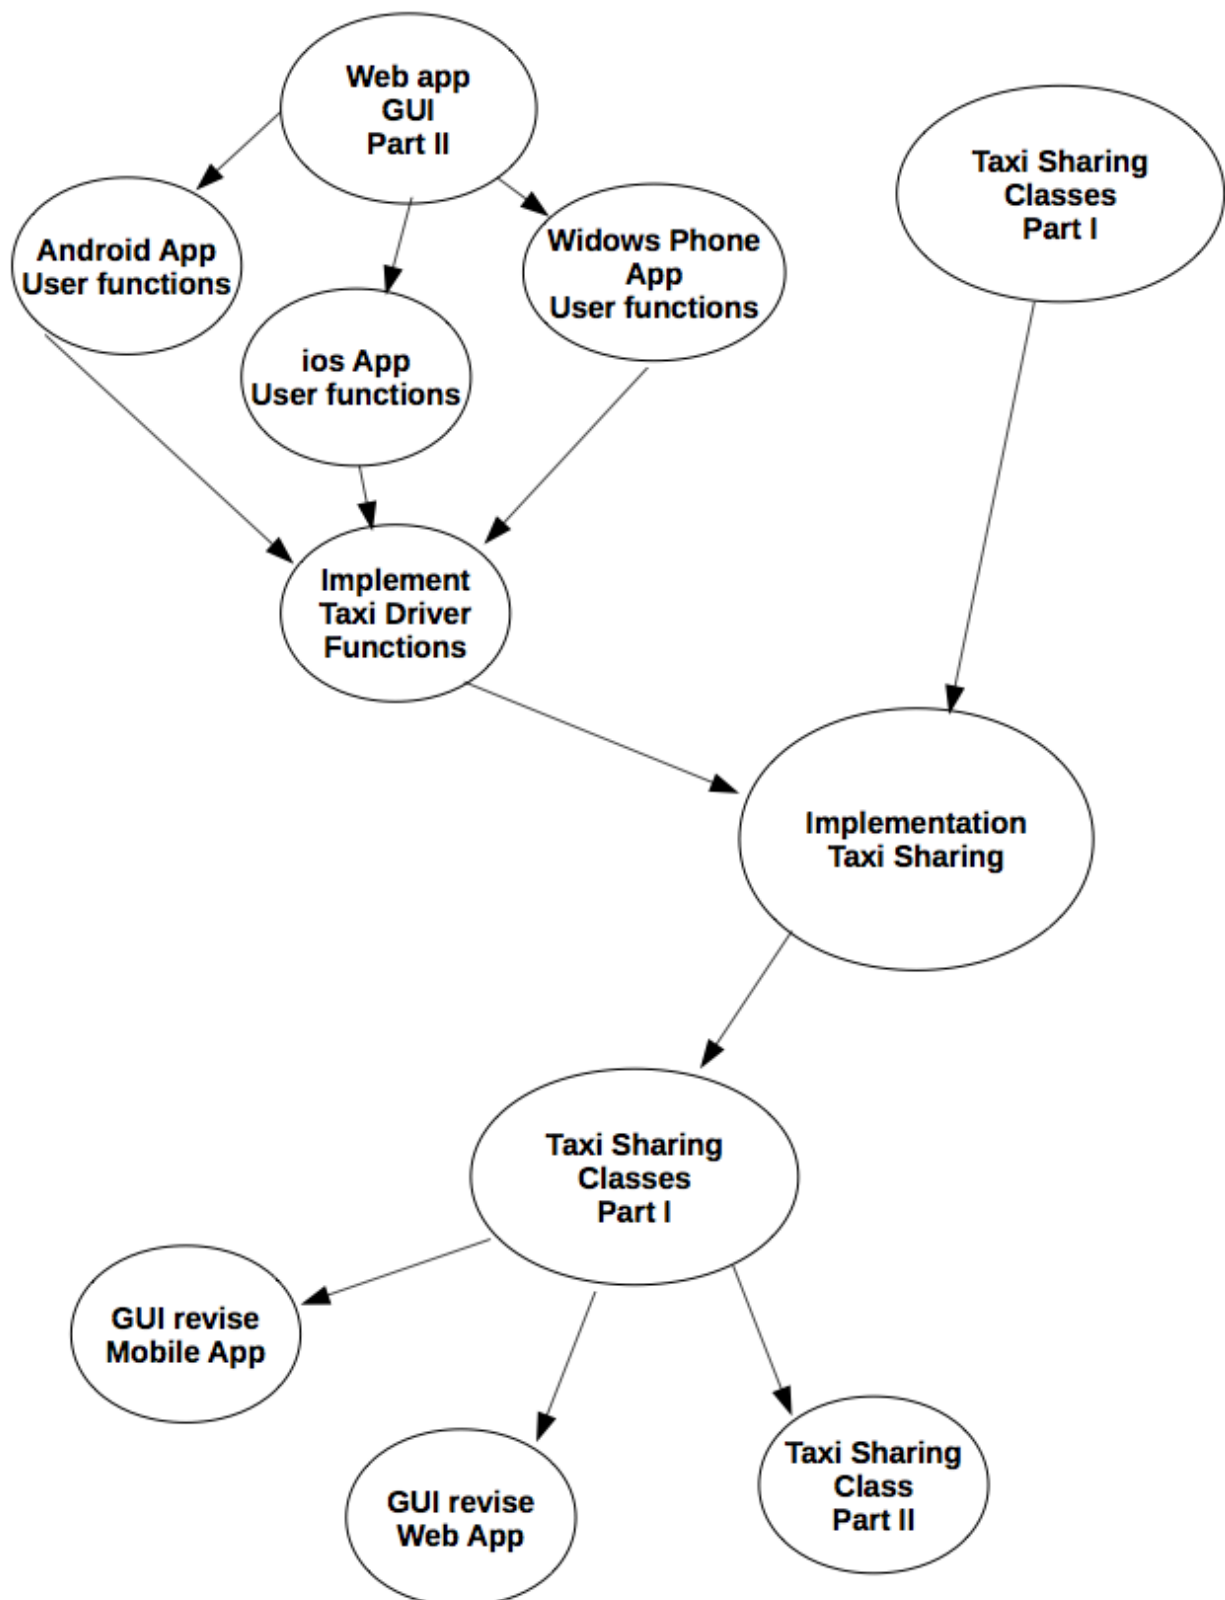 Web app
GUI
Part II
Taxi Sharing
Classes
Part I
Android App
User functions
Widows Phone
App
User functions
ios App
User functions
Implement
Taxi Driver
Functions
Implementation
Taxi Sharing
Taxi Sharing
Classes
Part I
GUI revise
Mobile App
GUI revise
Web App
Taxi Sharing
Class
Part II